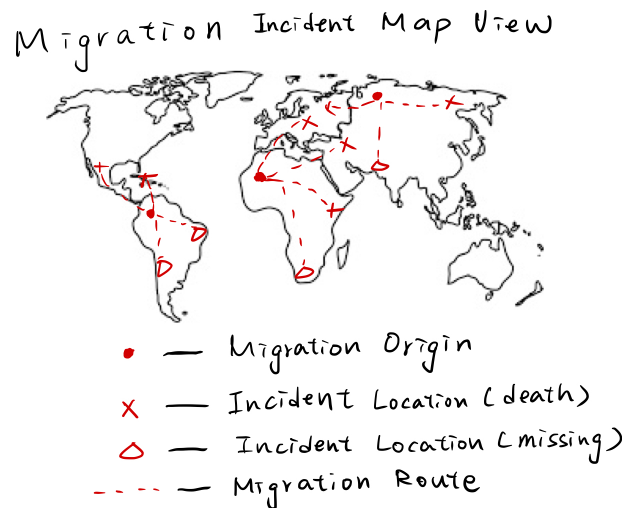 Migration Incident Map View
Migration Origin
Incident Location (death)
Incident Location (missing)
Migration Route